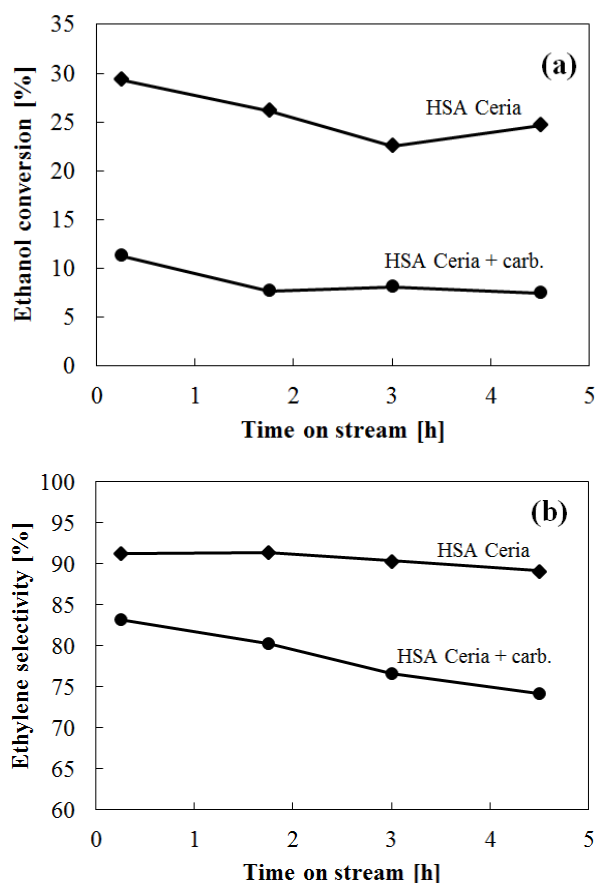 35
30
25
20
15
10
5
0
Ethanol conversion [%]
(a)
HSA Ceria
HSA Ceria + carb.
0 1 2 3 4 5
Time on stream [h]
100
95
90
85
80
75
70
65
60
Ethylene selectivity [%]
(b)
HSA Ceria
HSA Ceria + carb.
0 1 2 3 4 5
Time on stream [h]